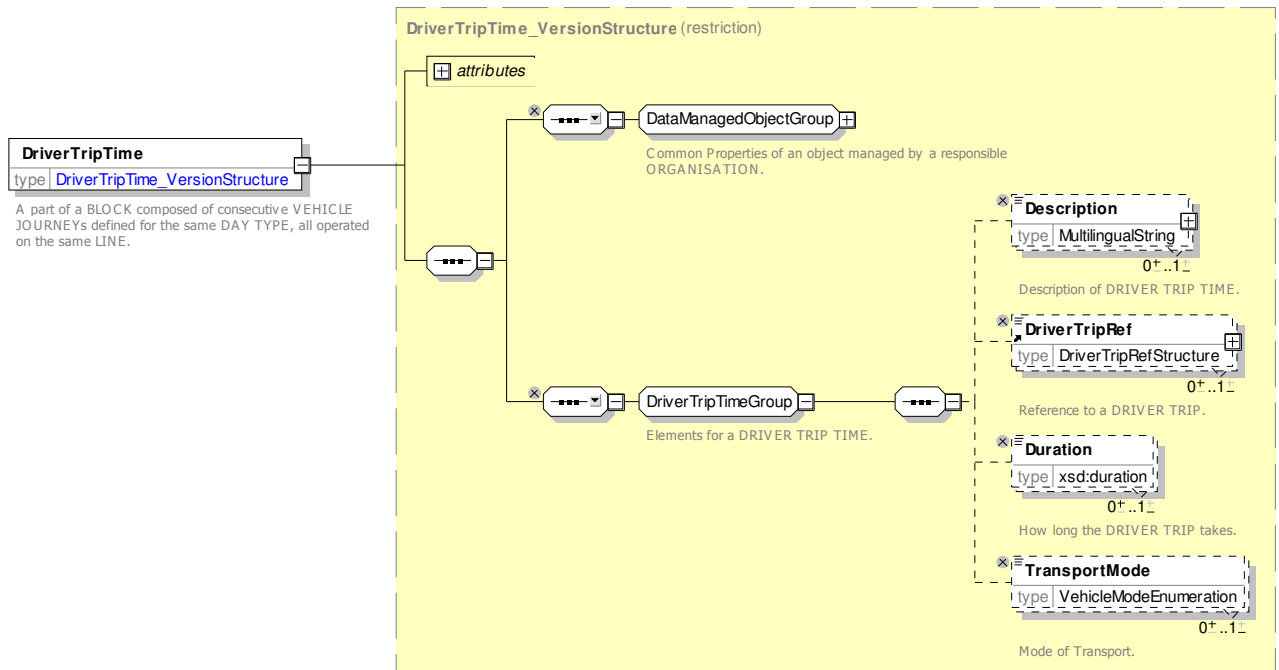 DriverTripTime_VersionStructure (restriction)
attributes
DataManagedObjectGroup
Common Properties of an object managed by a responsible
ORGANISATION.
DriverTripTime
type DriverTripTime_VersionStructure
A part of a BLOCK composed of consecutive VEHICLE
JOURNEYs defined for the same DAY TYPE, all operated
on the same LINE.
Description
type MultilingualString
0..1
Description of DRIVER TRIP TIME.
DriverTripRef
type DriverTripRefStructure
0..1
Reference to a DRIVER TRIP.
DriverTripTimeGroup
Elements for a DRIVER TRIP TIME.
Duration
type xsd:duration
0..1
How long the DRIVER TRIP takes.
TransportMode
type VehicleModeEnumeration
0..1
Mode of Transport.